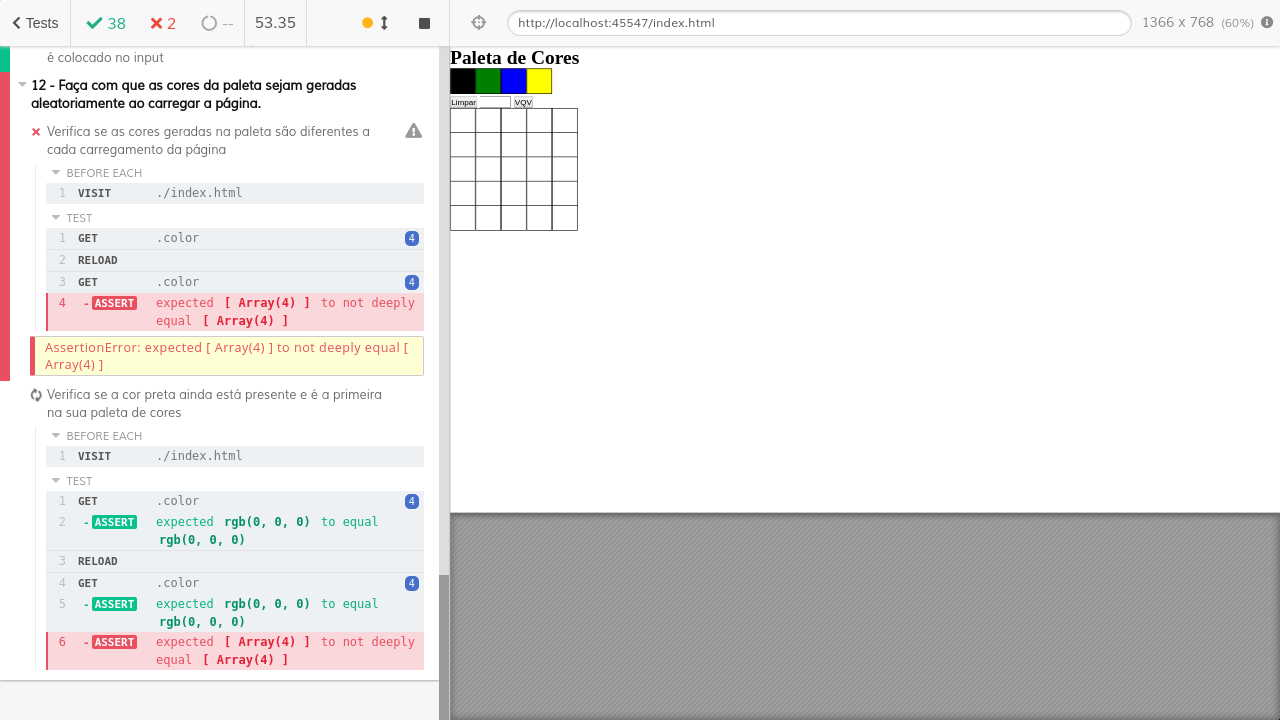 Tests 38 2 -- 53.35
http://localhost:45547/index.html 1366 x 768 (60%)
é colocado no input
12 - Faça com que as cores da paleta sejam geradas
aleatoriamente ao carregar a página.
Verifica se as cores geradas na paleta são diferentes a
cada carregamento da página
BEFORE EACH
1 VISIT ./index.html
TEST
1 GET .color 4
2 RELOAD
3 GET .color 4
4 -ASSERT expected [ Array(4) ] to not deeply
equal [ Array(4) ]
AssertionError: expected [ Array(4) ] to not deeply equal [
Array(4) ]
Verifica se a cor preta ainda está presente e é a primeira
na sua paleta de cores
BEFORE EACH
1 VISIT ./index.html
TEST
1 GET .color 4
2 -ASSERT expected rgb(0, 0, 0) to equal
rgb(0, 0, 0)
3 RELOAD
4 GET .color 4
5 -ASSERT expected rgb(0, 0, 0) to equal
rgb(0, 0, 0)
6 -ASSERT expected [ Array(4) ] to not deeply
equal [ Array(4) ]
Paleta de Cores
Limpar VQV